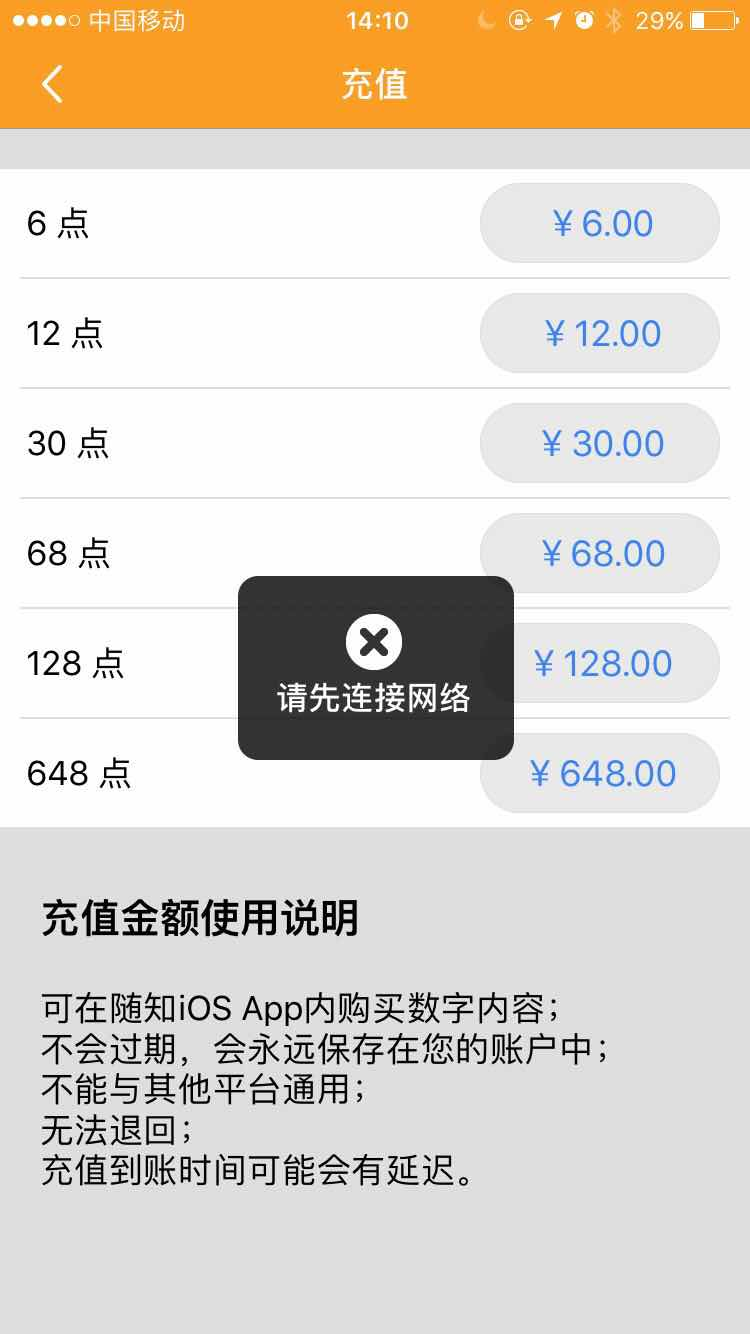 中国移动 14:10 29%
充值
6 点 ¥ 6.00
12 点 ¥ 12.00
30 点 ¥ 30.00
68 点 ¥ 68.00
128 点 ¥ 128.00
请先连接网络
648 点 ¥ 648.00
充值金额使用说明
可在随知iOS App内购买数字内容；
不会过期，会永远保存在您的账户中；
不能与其他平台通用；
无法退回；
充值到账时间可能会有延迟。